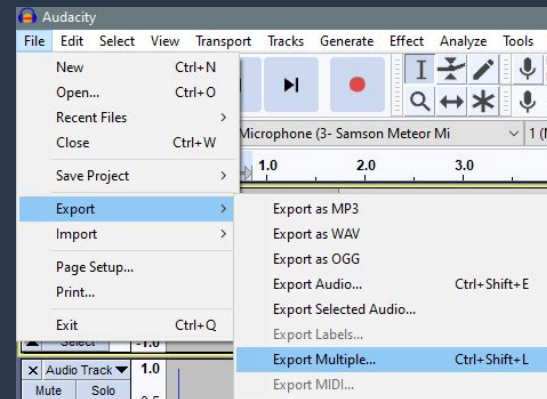 Audacity
File Edit Select View Transport Tracks Generate Effect Analyze Tools
New Ctrl+N
Open... Ctrl+O
Recent Files >
Close Ctrl+W
Microphone (3- Samson Meteor Mi 1 (
Save Project >
1.0 2.0 3.0
Export >
Import >
Page Setup...
Print...
Exit Ctrl+Q
Export as MP3
Export as WAV
Export as OGG
Export Audio... Ctrl+Shift+E
Export Selected Audio...
Export Labels...
Export Multiple... Ctrl+Shift+L
Export MIDI...
Select -1.0
X Audio Track 1.0
Mute Solo